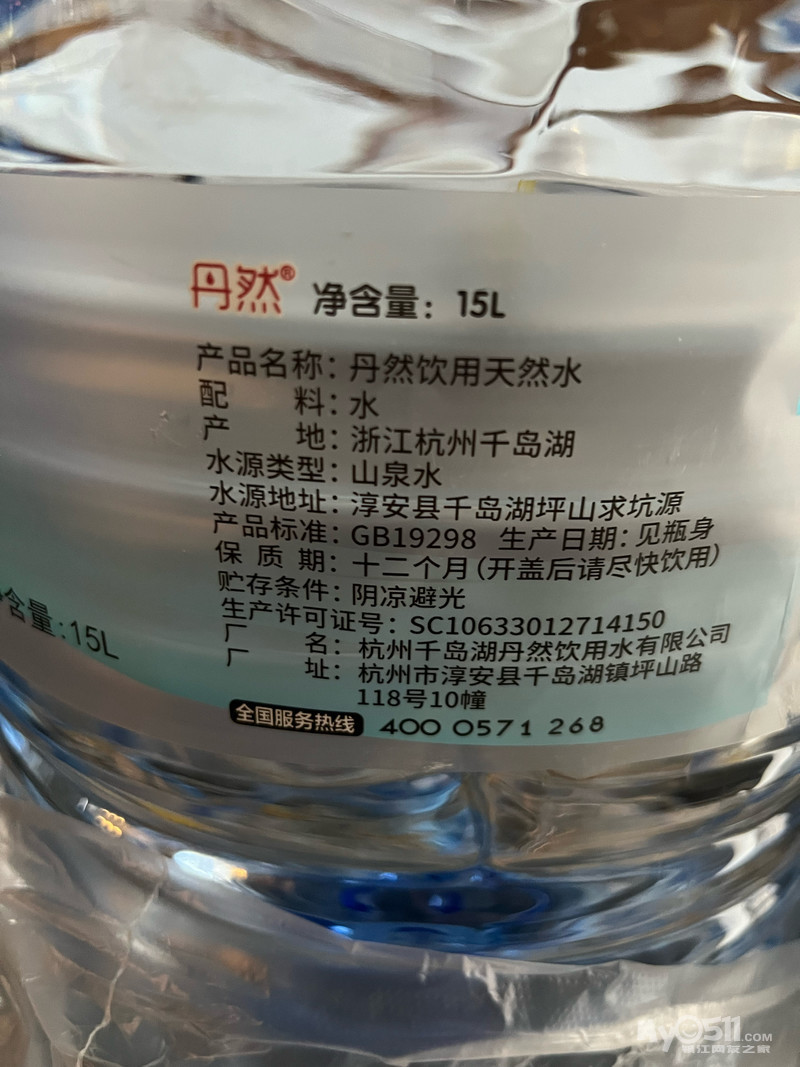 丹然® 净含量：15L
产品名称：丹然饮用天然水
配料：水
产地：浙江杭州千岛湖
水源类型：山泉水
水源地址：淳安县千岛湖坪山求坑源
产品标准：GB19298 生产日期：见瓶身
保质期：十二个月（开盖后请尽快饮用）
贮存条件：阴凉避光
生产许可证号：SC10633012714150
厂名：杭州千岛湖丹然饮用水有限公司
厂址：杭州市淳安县千岛湖镇坪山路
118号10幢
全国服务热线 400 0571 268
含量：15L
my0511.COM
镇江网友之家